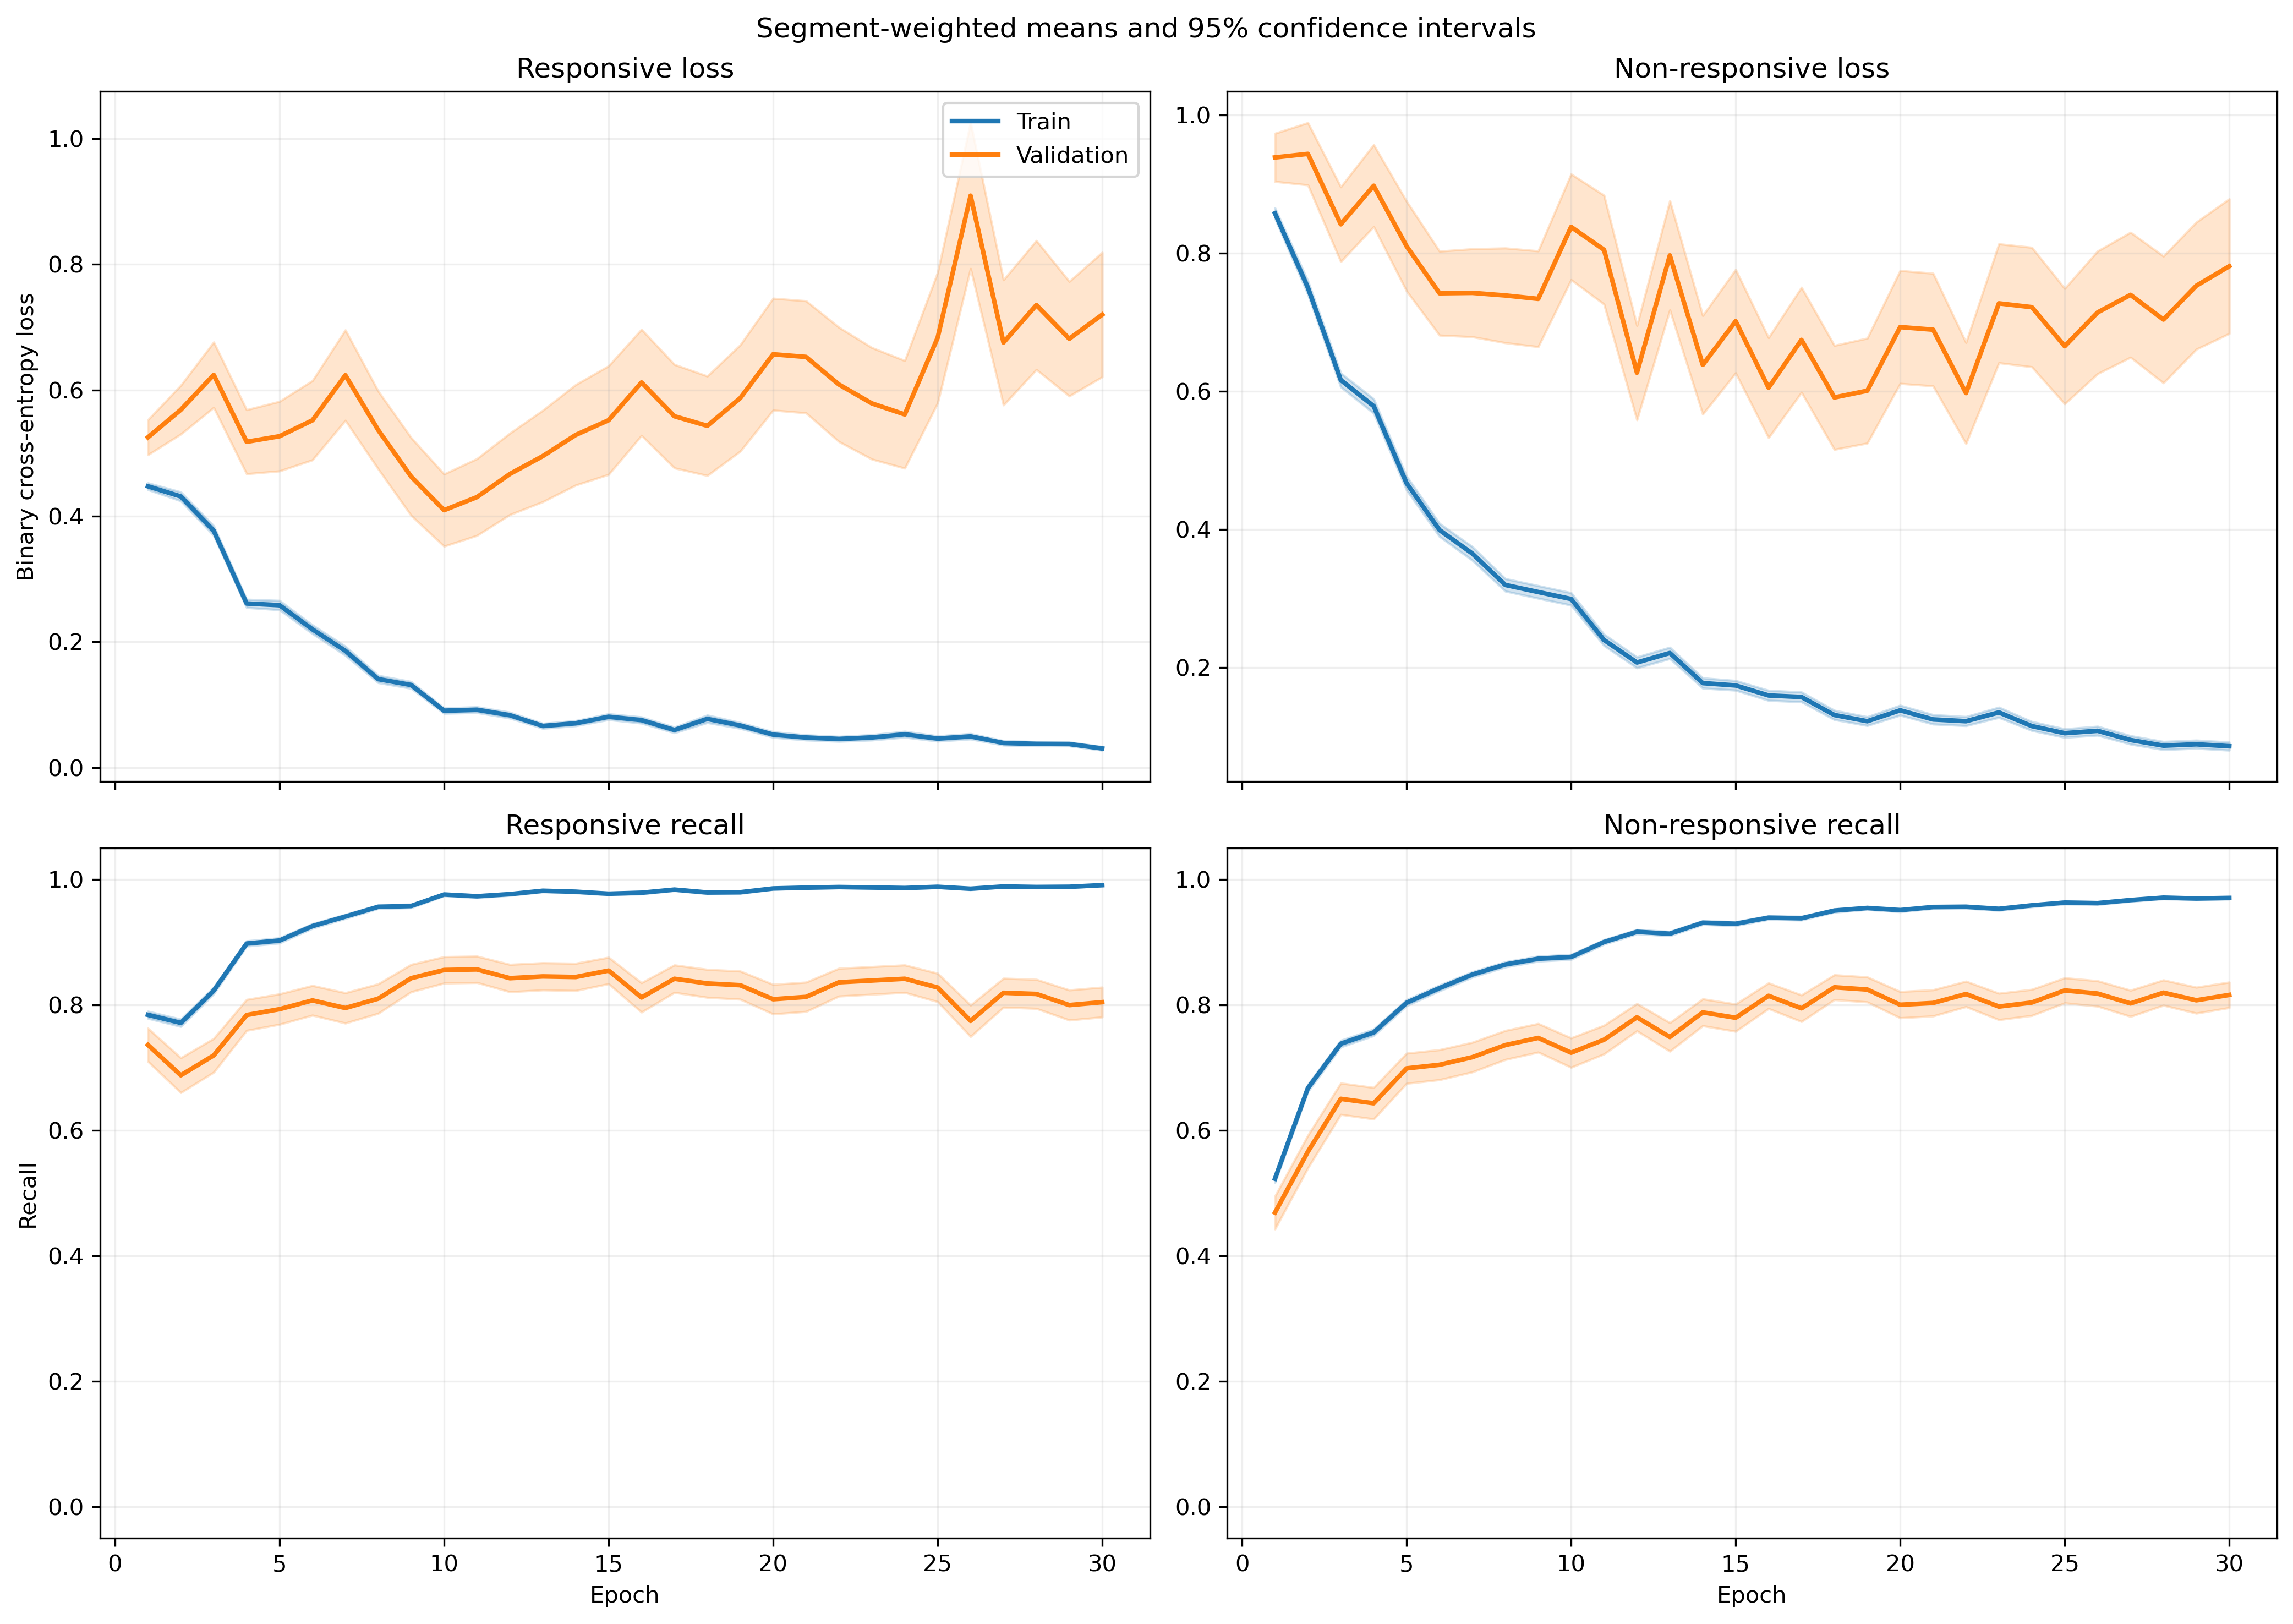 Segment-weighted means and 95% confidence intervals
Responsive loss
Non-responsive loss
Train
Validation
Binary cross-entropy loss
1.0
0.8
0.6
0.4
0.2
0.0
1.0
0.8
0.6
0.4
0.2
Responsive recall
Non-responsive recall
Recall
1.0
0.8
0.6
0.4
0.2
0.0
0 5 10 15 20 25 30
Epoch
1.0
0.8
0.6
0.4
0.2
0.0
0 5 10 15 20 25 30
Epoch